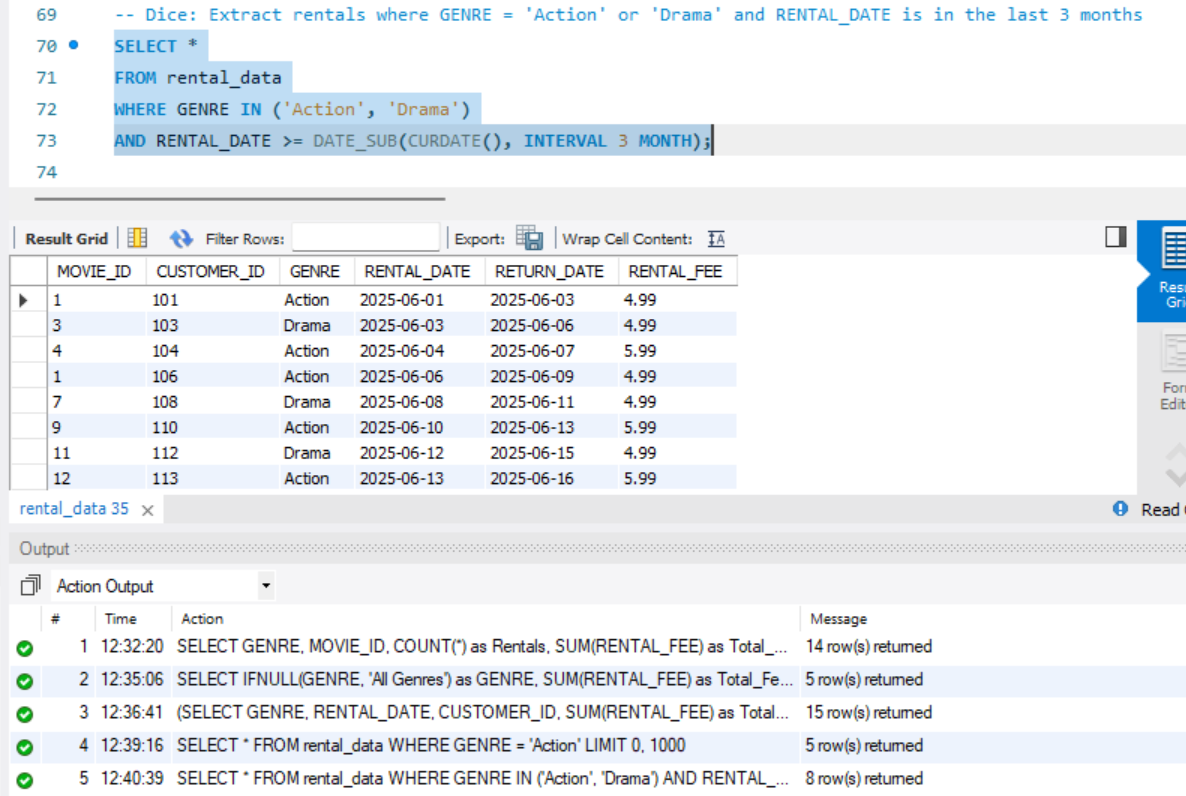 69 -- Dice: Extract rentals where GENRE = 'Action' or 'Drama' and RENTAL_DATE is in the last 3 months
70 SELECT *
71 FROM rental_data
72 WHERE GENRE IN ('Action', 'Drama')
73 AND RENTAL_DATE >= DATE_SUB(CURDATE(), INTERVAL 3 MONTH);
74
Result Grid Filter Rows: Export: Wrap Cell Content: IA
MOVIE_ID CUSTOMER_ID GENRE RENTAL_DATE RETURN_DATE RENTAL_FEE
1 101 Action 2025-06-01 2025-06-03 4.99
3 103 Drama 2025-06-03 2025-06-06 4.99
4 104 Action 2025-06-04 2025-06-07 5.99
1 106 Action 2025-06-06 2025-06-09 4.99
7 108 Drama 2025-06-08 2025-06-11 4.99
9 110 Action 2025-06-10 2025-06-13 5.99
11 112 Drama 2025-06-12 2025-06-15 4.99
12 113 Action 2025-06-13 2025-06-16 5.99
rental_data 35 Read
Output
Action Output
# Time Action Message
1 12:32:20 SELECT GENRE, MOVIE_ID, COUNT(*) as Rentals, SUM(RENTAL_FEE) as Total_... 14 row(s) returned
2 12:35:06 SELECT IFNULL(GENRE, 'All Genres') as GENRE, SUM(RENTAL_FEE) as Total_Fe... 5 row(s) returned
3 12:36:41 (SELECT GENRE, RENTAL_DATE, CUSTOMER_ID, SUM(RENTAL_FEE) as Total... 15 row(s) returned
4 12:39:16 SELECT * FROM rental_data WHERE GENRE = 'Action' LIMIT 0, 1000 5 row(s) returned
5 12:40:39 SELECT * FROM rental_data WHERE GENRE IN ('Action', 'Drama') AND RENTAL_... 8 row(s) returned